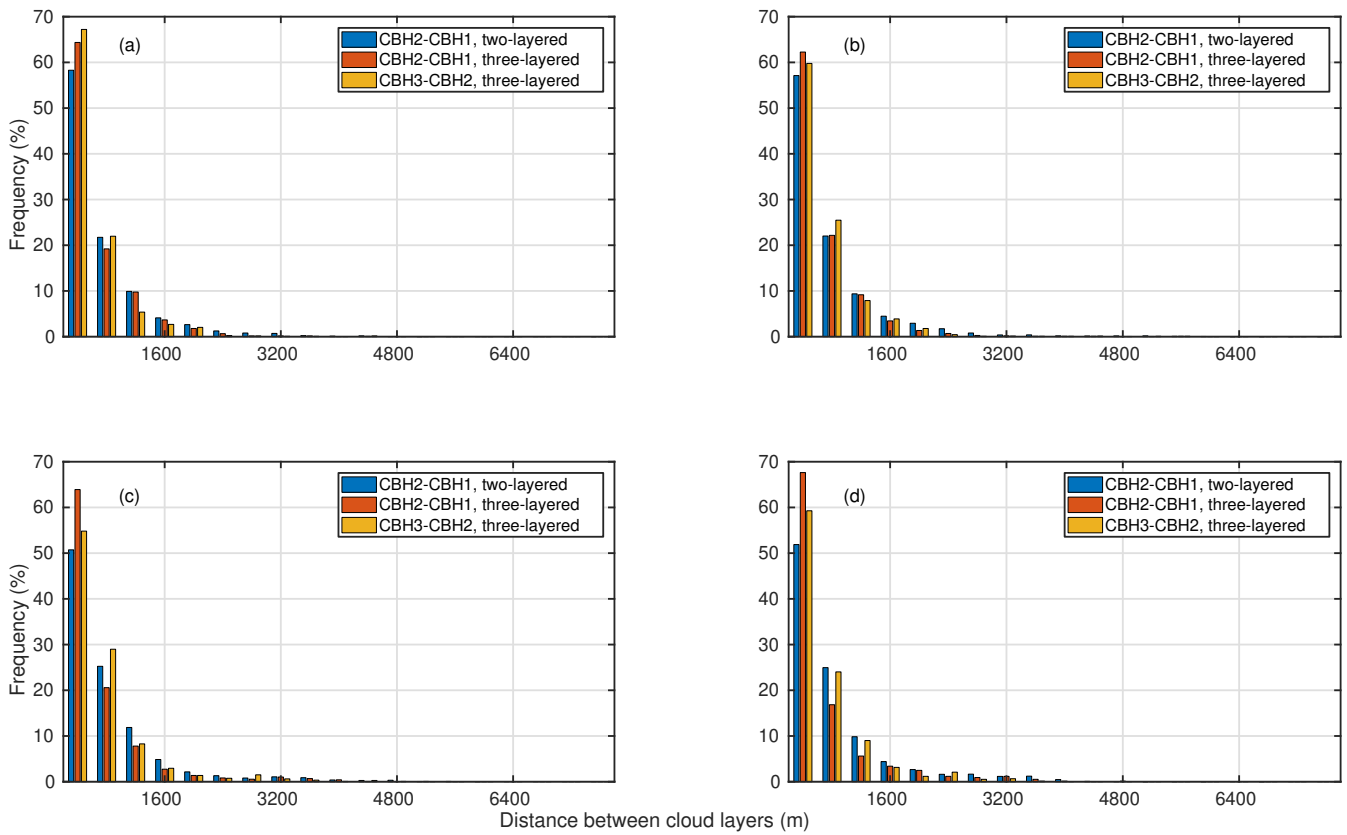 (a)
CBH2-CBH1, two-layered
CBH2-CBH1, three-layered
CBH3-CBH2, three-layered
Frequency (%)
70
60
50
40
30
20
10
0
1600 3200 4800 6400
(b)
CBH2-CBH1, two-layered
CBH2-CBH1, three-layered
CBH3-CBH2, three-layered
70
60
50
40
30
20
10
0
1600 3200 4800 6400
(c)
CBH2-CBH1, two-layered
CBH2-CBH1, three-layered
CBH3-CBH2, three-layered
Frequency (%)
70
60
50
40
30
20
10
0
1600 3200 4800 6400
(d)
CBH2-CBH1, two-layered
CBH2-CBH1, three-layered
CBH3-CBH2, three-layered
70
60
50
40
30
20
10
0
1600 3200 4800 6400
Distance between cloud layers (m)